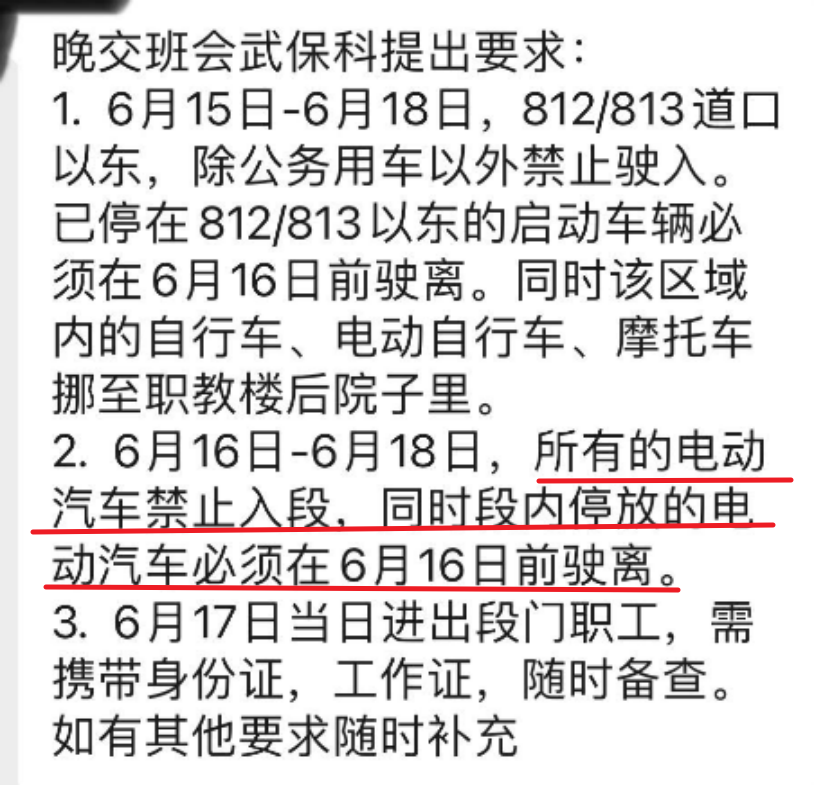 晚交班会武保科提出要求：
1. 6月15日-6月18日，812/813道口
以东，除公务用车以外禁止驶入。
已停在812/813以东的启动车辆必
须在6月16日前驶离。同时该区域
内的自行车、电动自行车、摩托车
挪至职教楼后院子里。
2. 6月16日-6月18日，所有的电动
汽车禁止入段，同时段内停放的电
动汽车必须在6月16日前驶离。
3. 6月17日当日进出段门职工，需
携带身份证，工作证，随时备查。
如有其他要求随时补充